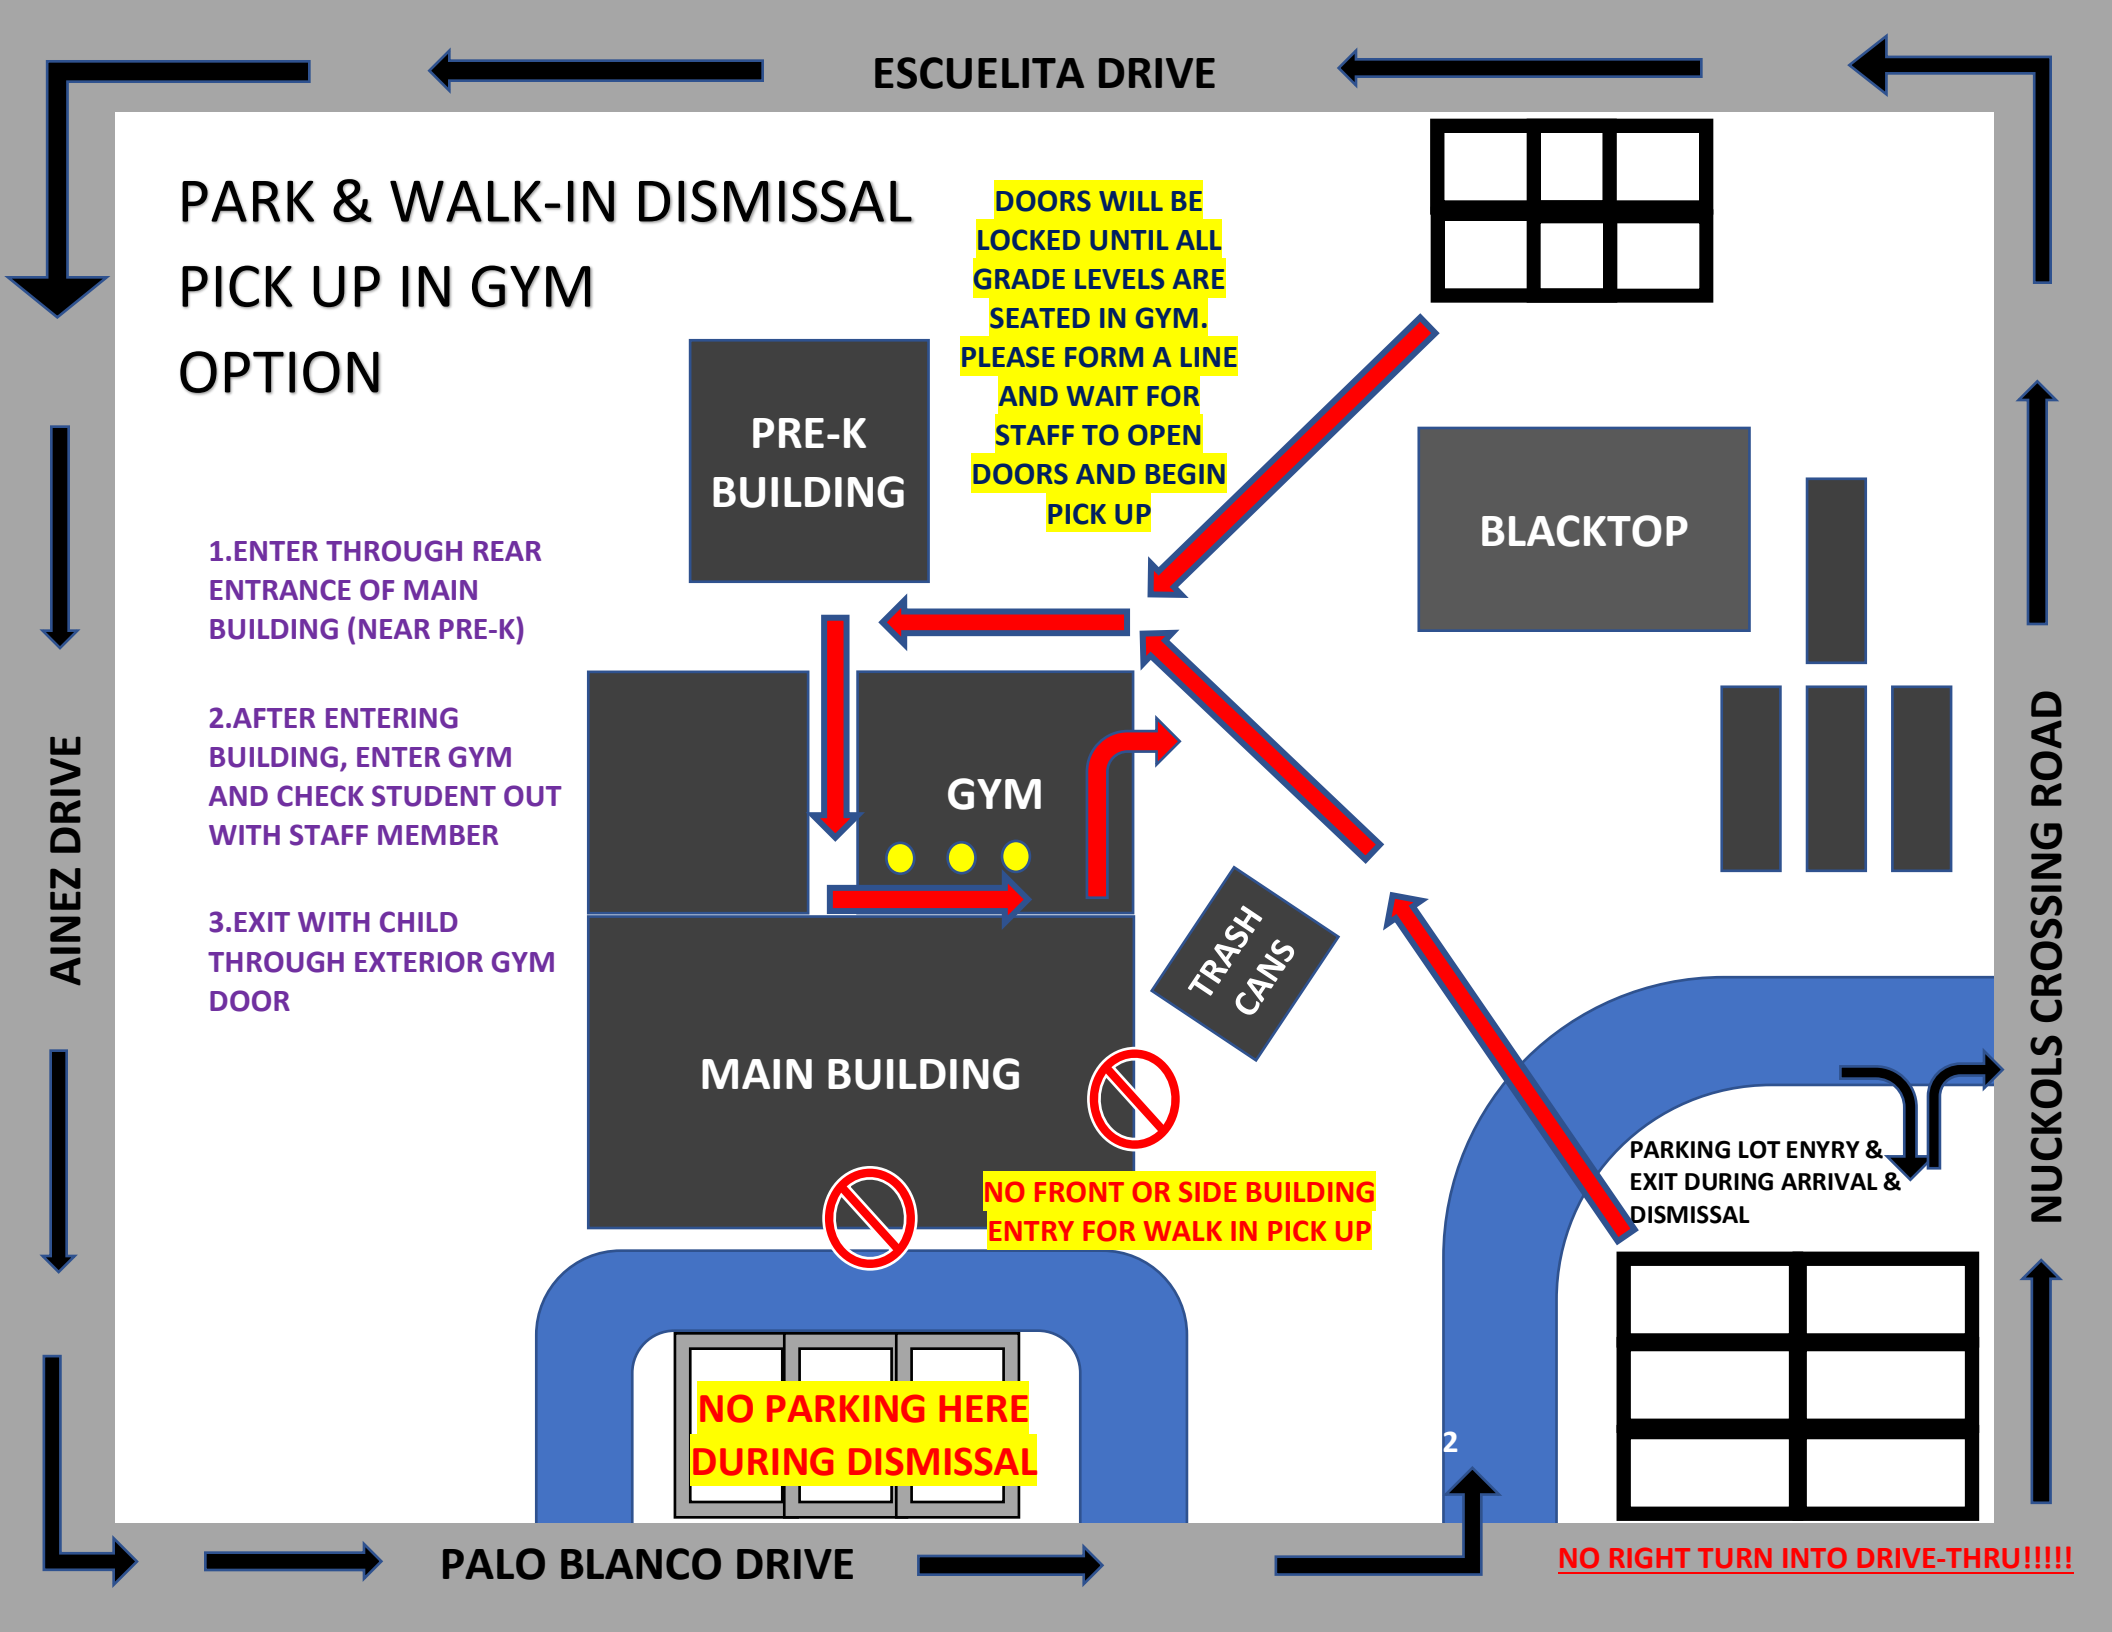 ESCUELITA DRIVE
PARK & WALK-IN DISMISSAL
PICK UP IN GYM
OPTION
DOORS WILL BE
LOCKED UNTIL ALL
GRADE LEVELS ARE
SEATED IN GYM.
PLEASE FORM A LINE
AND WAIT FOR
STAFF TO OPEN
DOORS AND BEGIN
PICK UP
PRE-K
BUILDING
BLACKTOP
1.ENTER THROUGH REAR
ENTRANCE OF MAIN
BUILDING (NEAR PRE-K)
2.AFTER ENTERING
BUILDING, ENTER GYM
AND CHECK STUDENT OUT
WITH STAFF MEMBER
3.EXIT WITH CHILD
THROUGH EXTERIOR GYM
DOOR
AINEZ DRIVE
GYM
TRASH
CANS
MAIN BUILDING
NUCKOLS CROSSING ROAD
PARKING LOT ENYRY &
EXIT DURING ARRIVAL &
DISMISSAL
NO FRONT OR SIDE BUILDING
ENTRY FOR WALK IN PICK UP
NO PARKING HERE
DURING DISMISSAL
2
PALO BLANCO DRIVE
NO RIGHT TURN INTO DRIVE-THRU!!!!!